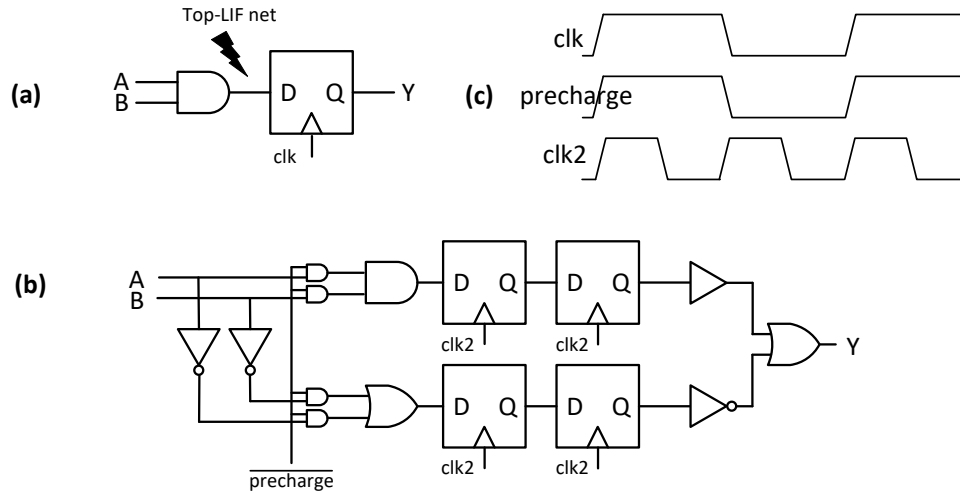 Top-LIF net
(a)
A
B
D Q
Y
clk
(c)
clk
precharge
clk2
(b)
A
B
D Q
clk2
D Q
clk2
Y
D Q
clk2
D Q
clk2
precharge